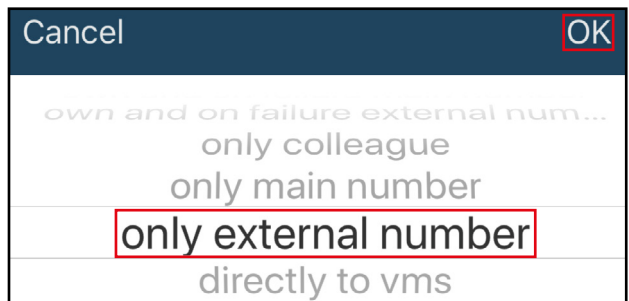 Cancel OK
own and on failure external num...
only colleague
only main number
only external number
directly to vms